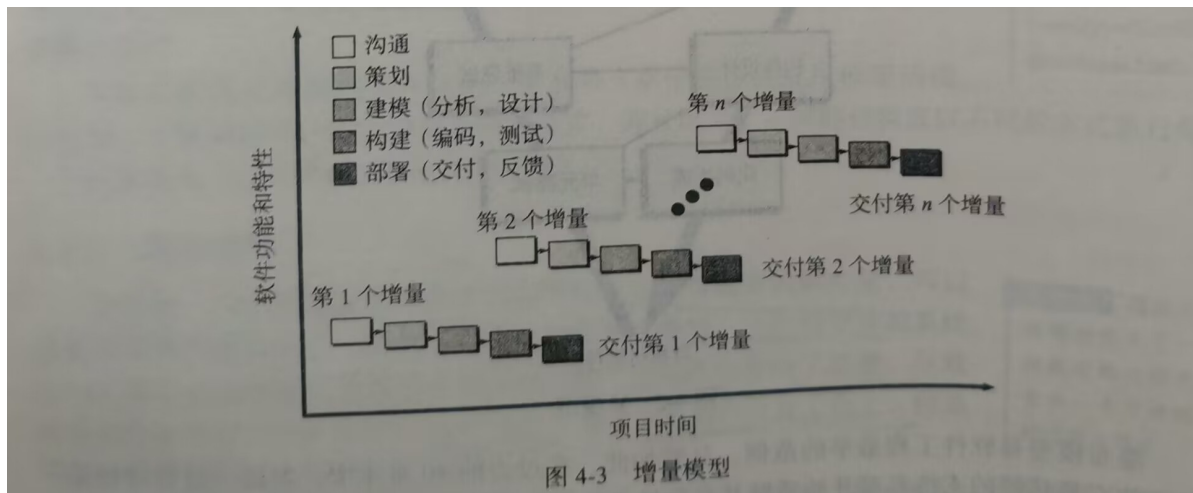 沟通
策划
建模（分析，设计）
构建（编码，测试）
部署（交付，反馈）
软件功能和特性
第 n 个增量
交付第 n 个增量
第 2 个增量
交付第 2 个增量
第 1 个增量
交付第 1 个增量
项目时间
图 4-3 增量模型